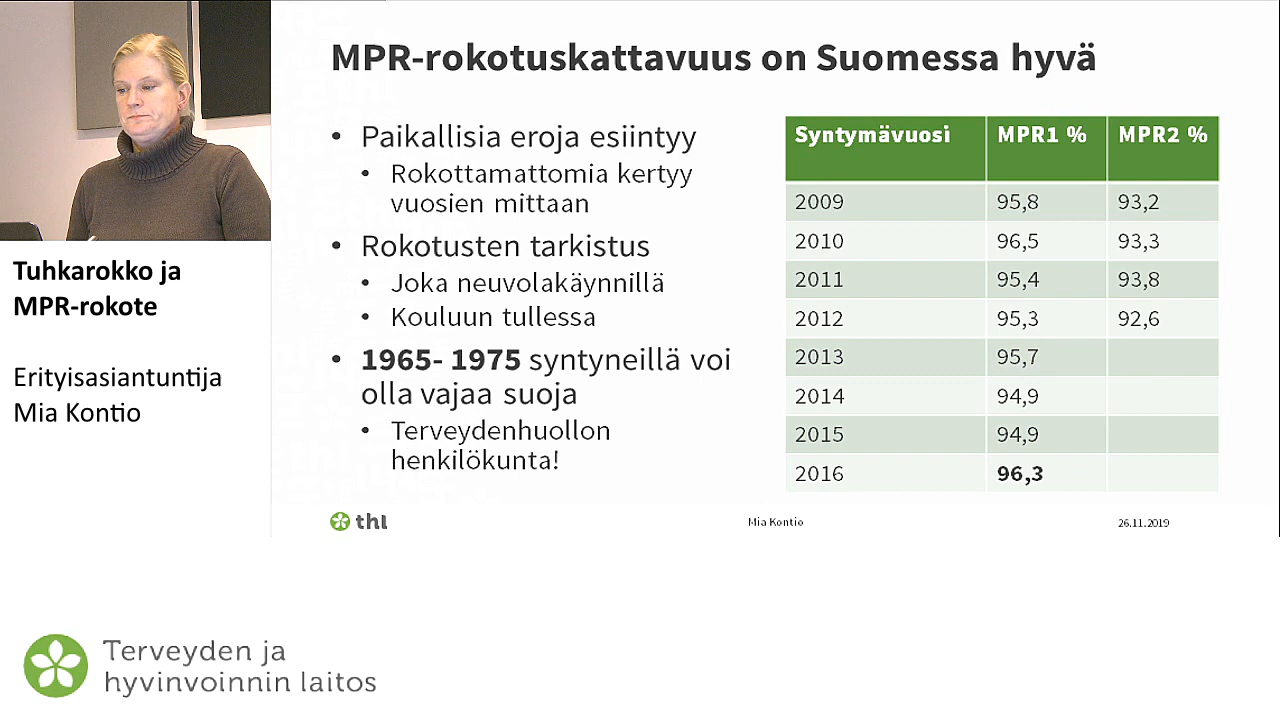 MPR-rokotuskattavuus on Suomessa hyvä
• Paikallisia eroja esiintyy
• Rokottamattomia kertyy
vuosien mittaan
• Rokotusten tarkistus
• Joka neuvolakäynnillä
• Kouluun tullessa
• 1965- 1975 syntyneillä voi
olla vajaa suoja
• Terveydenhuollon
henkilökunta!
Syntymävuosi MPR1 % MPR2 %
2009 95,8 93,2
2010 96,5 93,3
2011 95,4 93,8
2012 95,3 92,6
2013 95,7
2014 94,9
2015 94,9
2016 96,3
thl
Mia Kontio
26.11.2019
Tuhkarokko ja
MPR-rokote
Erityisasiantuntija
Mia Kontio
Terveyden ja
hyvinvoinnin laitos